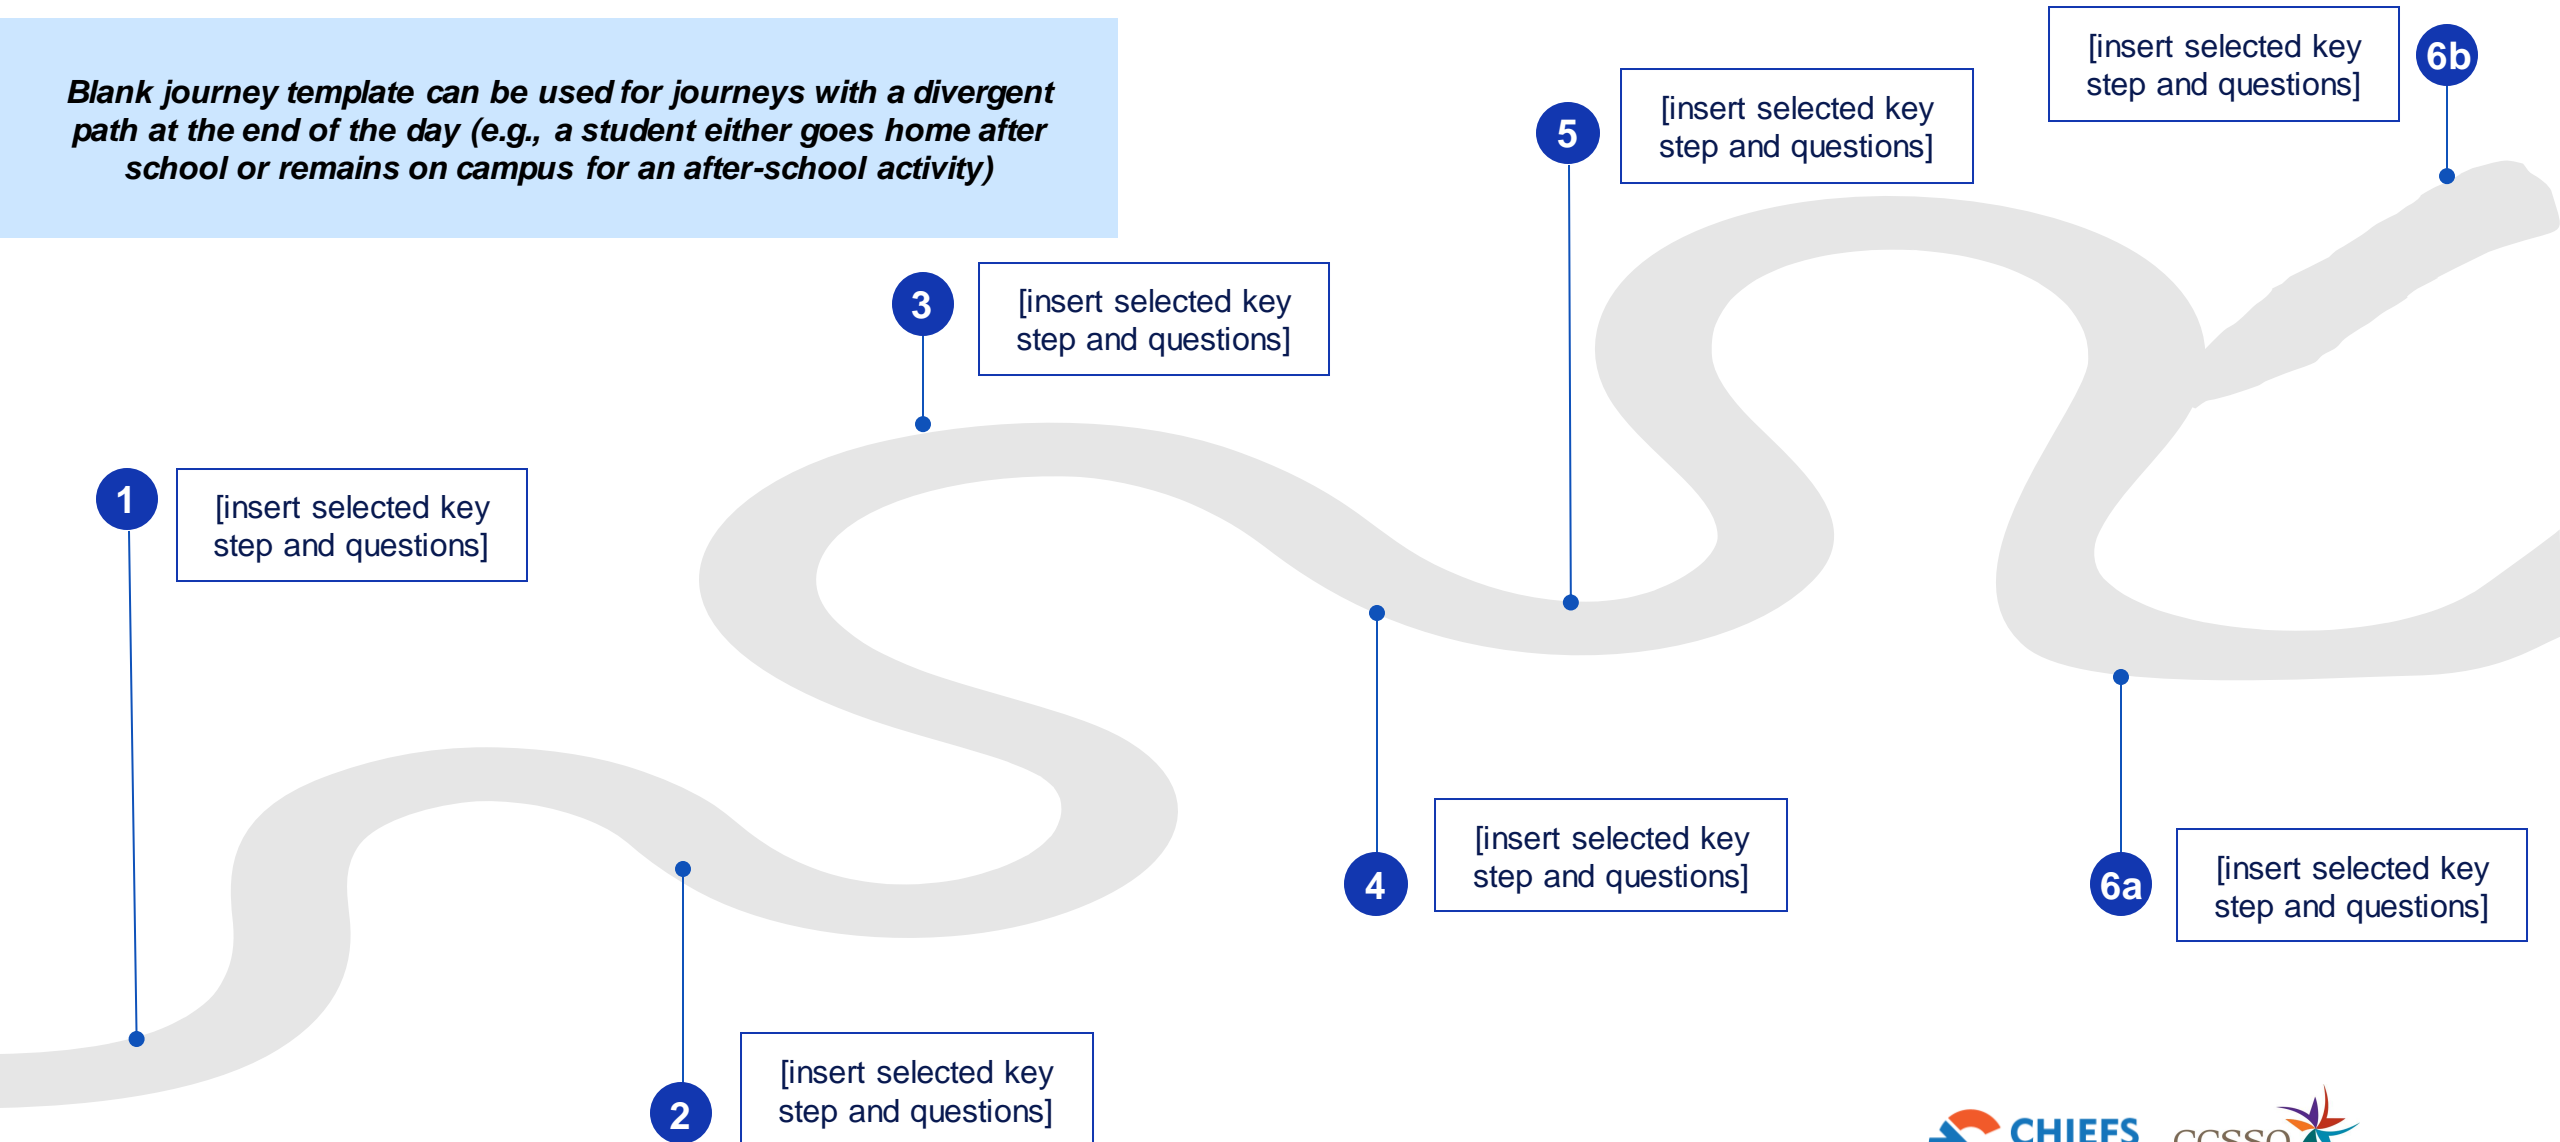 Blank journey template can be used for journeys with a divergent
path at the end of the day (e.g., a student either goes home after
school or remains on campus for an after-school activity)
1
[insert selected key
step and questions]
2
[insert selected key
step and questions]
3
[insert selected key
step and questions]
4
[insert selected key
step and questions]
5
[insert selected key
step and questions]
6a
[insert selected key
step and questions]
6b
[insert selected key
step and questions]
CHIEFS
CCSSO